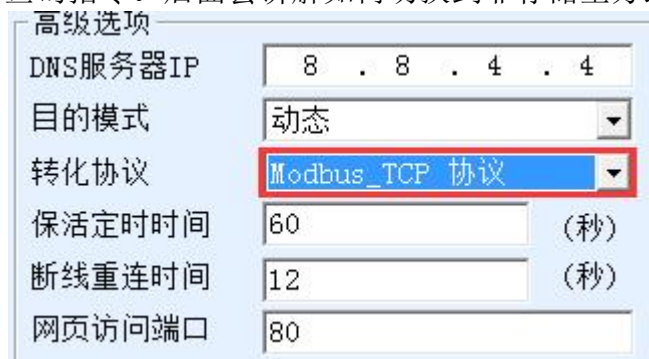 高级选项
DNS服务器IP 8 . 8 . 4 . 4
目的模式 动态
转化协议 Modbus_TCP 协议
保活定时时间 60 (秒)
断线重连时间 12 (秒)
网页访问端口 80